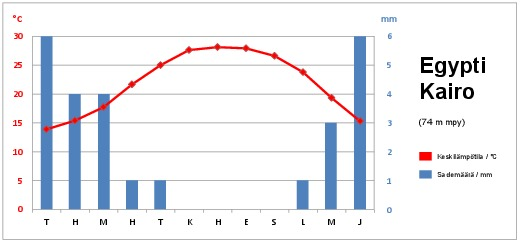 °C
mm
30
6
25
5
20
4
15
3
10
2
5
1
0
0
T H M H T K H E S L M J
Egypti
Kairo
(74 m mpy)
Keskilämpötila / °C
Sademäärä / mm